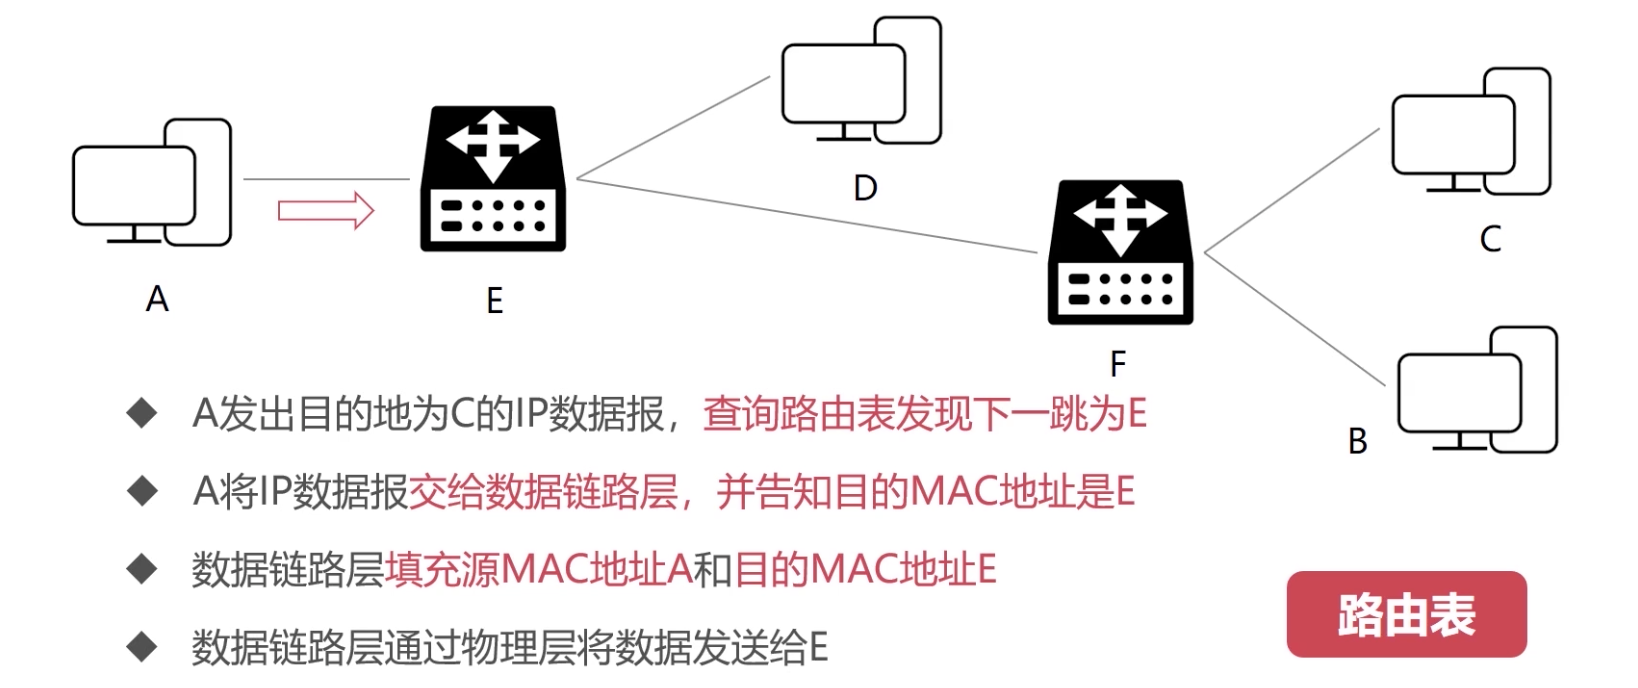 D
C
A
E
F
B
A发出目的地为C的IP数据报，查询路由表发现下一跳为E
A将IP数据报交给数据链路层，并告知目的MAC地址是E
数据链路层填充源MAC地址A和目的MAC地址E
数据链路层通过物理层将数据发送给E
路由表